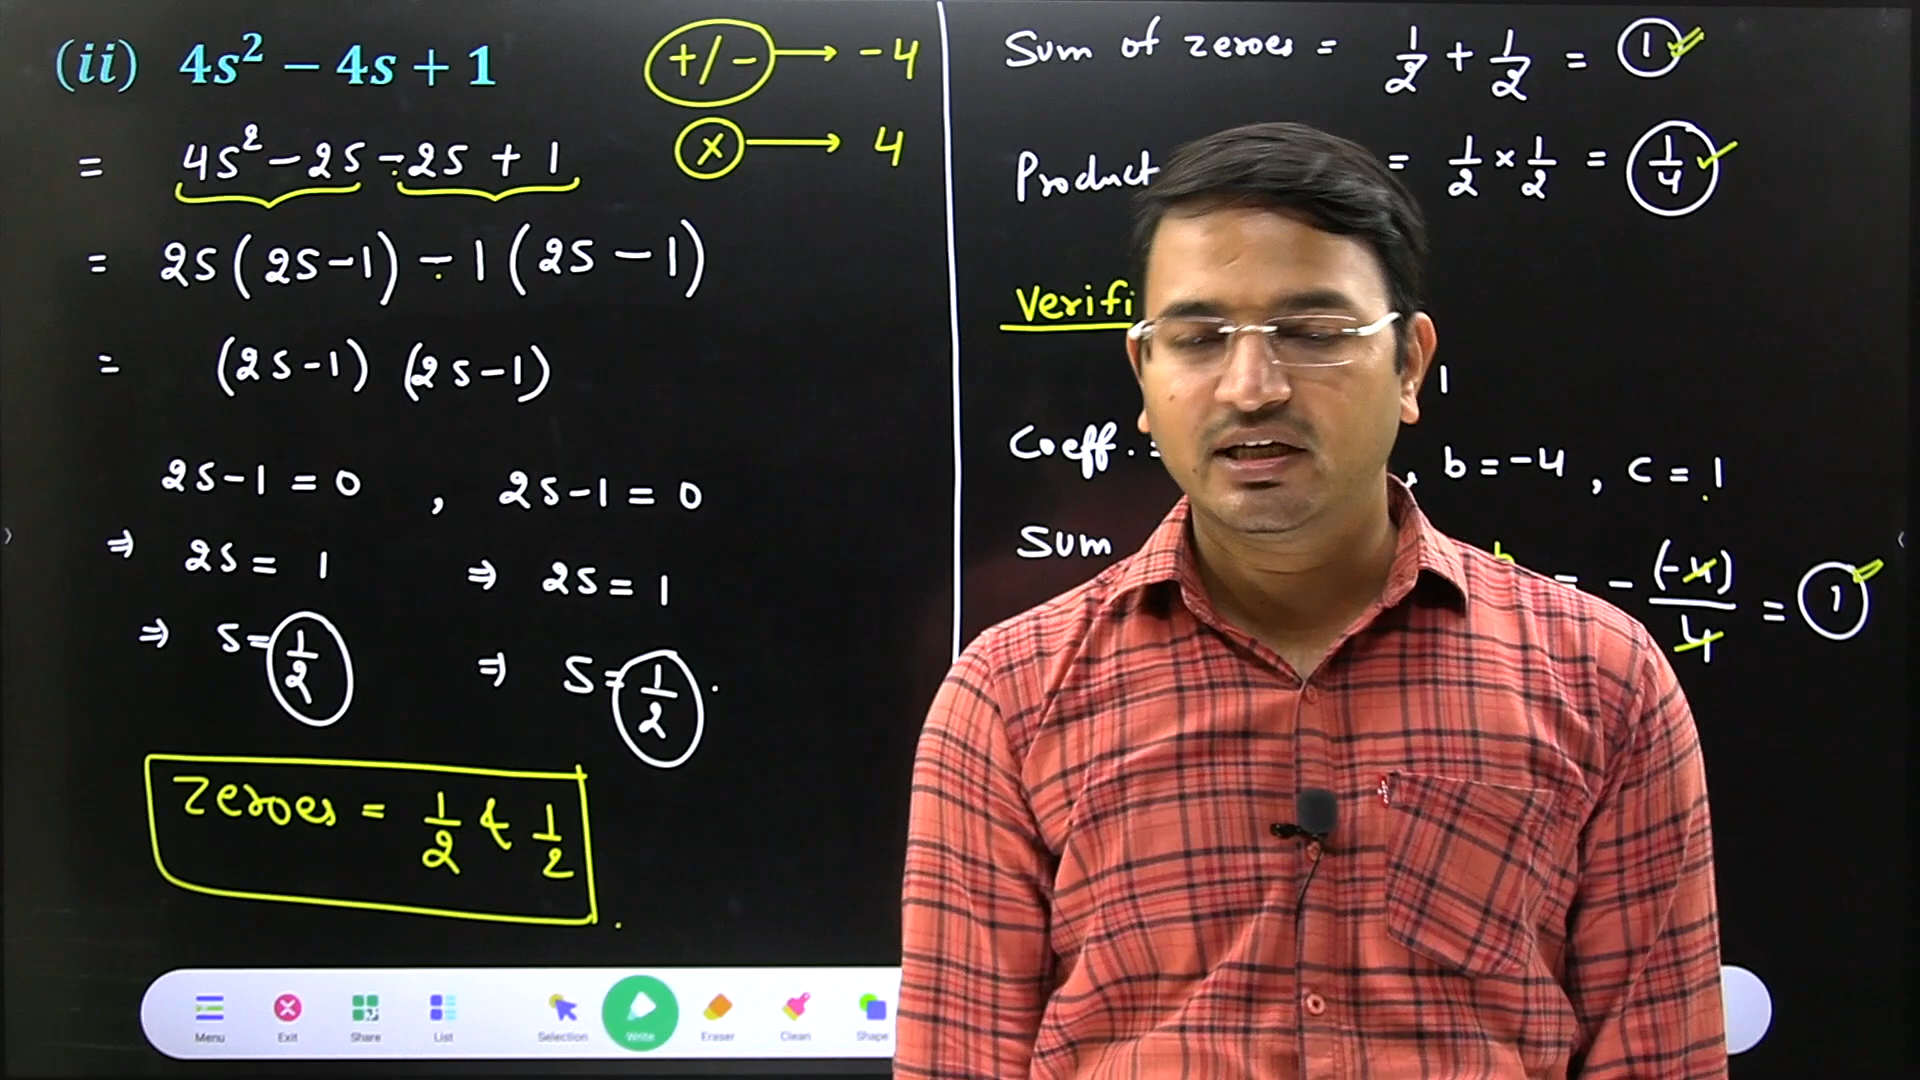 (ii) 4s² − 4s + 1
+/- → -4
× → 4
= 4s² - 2s - 2s + 1
= 2s(2s-1) - 1(2s-1)
= (2s-1) (2s-1)
2s-1 = 0 , 2s-1 = 0
⇒ 2s = 1 ⇒ 2s = 1
⇒ s = 1/2 ⇒ s = 1/2 .
Zeroes = 1/2 & 1/2 .
Sum of zeroes = 1/2 + 1/2 = 1
Product = 1/2 × 1/2 = 1/4
1
Coeff. = , b = -4 , c = 1
Sum = - (-4)/4 = 1
Menu Exit Share List Selection Write Eraser Clean Shape